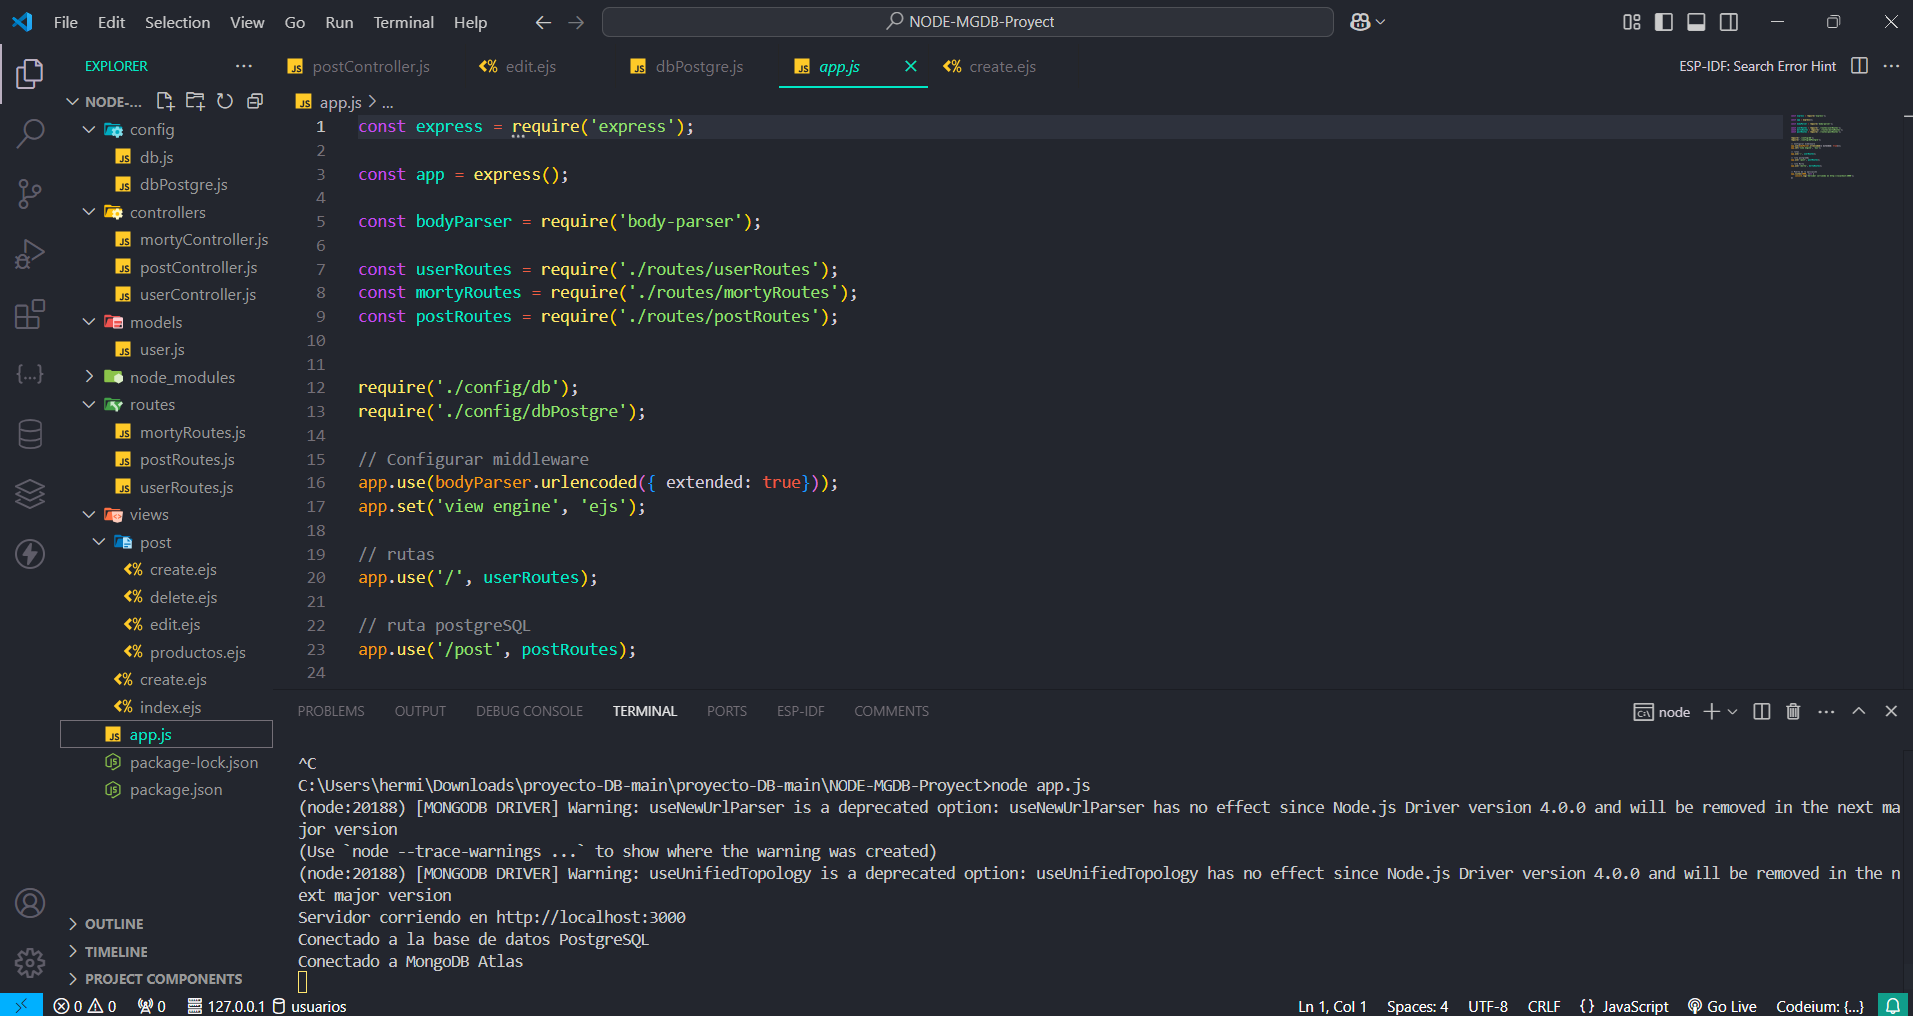 File Edit Selection View Go Run Terminal Help
NODE-MGDB-Proyect
EXPLORER
postController.js
edit.ejs
dbPostgre.js
app.js
create.ejs
ESP-IDF: Search Error Hint
NODE-...
config
db.js
dbPostgre.js
controllers
mortyController.js
postController.js
userController.js
models
user.js
node_modules
routes
mortyRoutes.js
postRoutes.js
userRoutes.js
views
post
create.ejs
delete.ejs
edit.ejs
productos.ejs
create.ejs
index.ejs
app.js
package-lock.json
package.json
OUTLINE
TIMELINE
PROJECT COMPONENTS
app.js > ...
1 const express = require('express');
2
3 const app = express();
4
5 const bodyParser = require('body-parser');
6
7 const userRoutes = require('./routes/userRoutes');
8 const mortyRoutes = require('./routes/mortyRoutes');
9 const postRoutes = require('./routes/postRoutes');
10
11
12 require('./config/db');
13 require('./config/dbPostgre');
14
15 // Configurar middleware
16 app.use(bodyParser.urlencoded({ extended: true}));
17 app.set('view engine', 'ejs');
18
19 // rutas
20 app.use('/', userRoutes);
21
22 // ruta postgreSQL
23 app.use('/post', postRoutes);
24
PROBLEMS OUTPUT DEBUG CONSOLE TERMINAL PORTS ESP-IDF COMMENTS
node
^C
C:\Users\hermi\Downloads\proyecto-DB-main\proyecto-DB-main\NODE-MGDB-Proyect>node app.js
(node:20188) [MONGODB DRIVER] Warning: useNewUrlParser is a deprecated option: useNewUrlParser has no effect since Node.js Driver version 4.0.0 and will be removed in the next ma
jor version
(Use `node --trace-warnings ...` to show where the warning was created)
(node:20188) [MONGODB DRIVER] Warning: useUnifiedTopology is a deprecated option: useUnifiedTopology has no effect since Node.js Driver version 4.0.0 and will be removed in the n
ext major version
Servidor corriendo en http://localhost:3000
Conectado a la base de datos PostgreSQL
Conectado a MongoDB Atlas
0 0 0 127.0.0.1 usuarios
Ln 1, Col 1 Spaces: 4 UTF-8 CRLF {} JavaScript Go Live Codeium: {...}